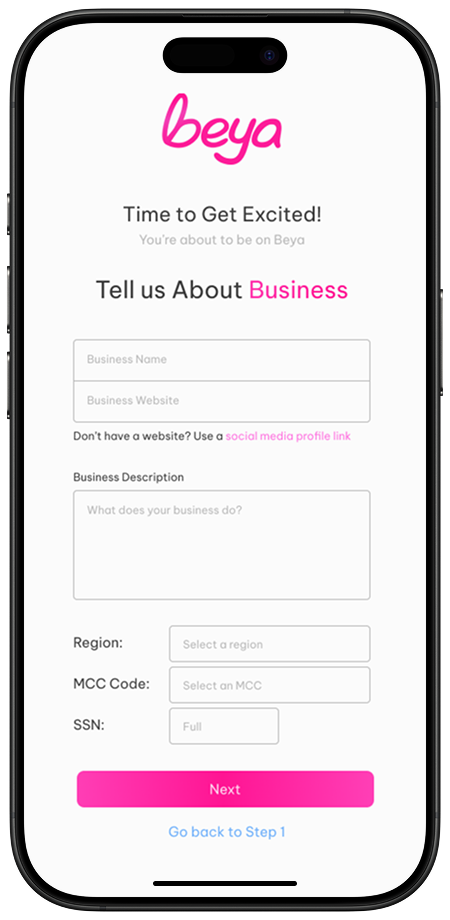 beya
Time to Get Excited!
You're about to be on Beya
Tell us About Business
Business Name
Business Website
Don't have a website? Use a social media profile link
Business Description
What does your business do?
Region:
Select a region
MCC Code:
Select an MCC
SSN:
Full
Next
Go back to Step 1